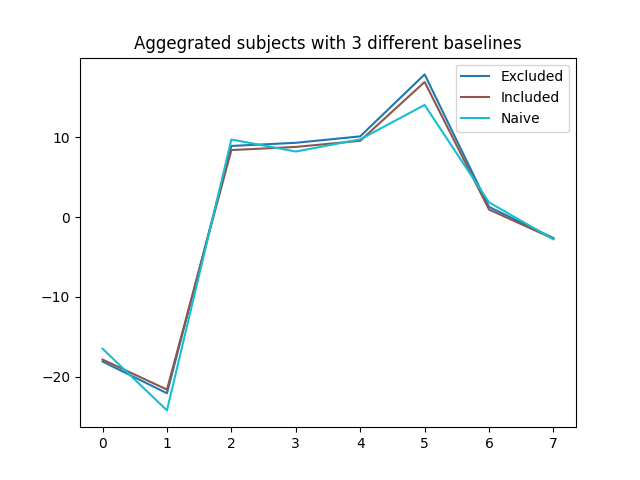 Aggegrated subjects with 3 different baselines
Excluded
Included
Naive
10
0
−10
−20
0 1 2 3 4 5 6 7